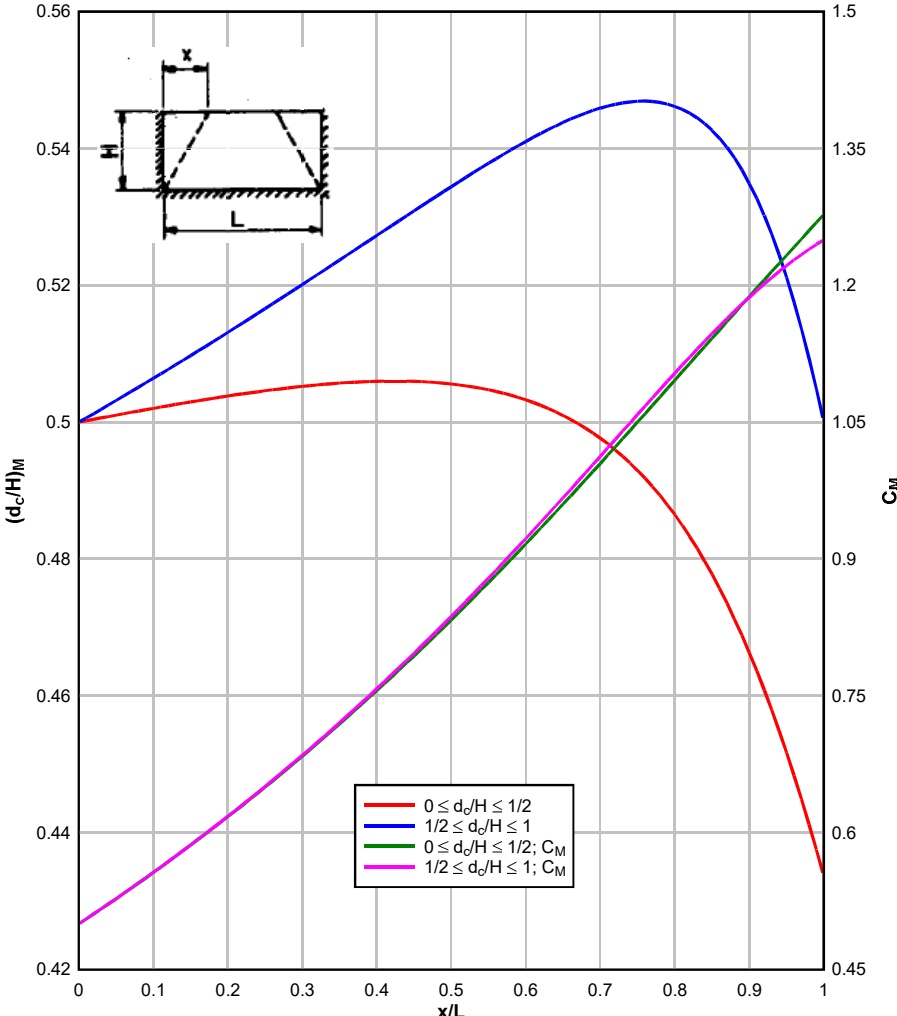 0.56
0.54
0.52
0.5
0.48
0.46
0.44
0.42
(dc/H)M
1.5
1.35
1.2
1.05
0.9
0.75
0.6
0.45
CM
x
H
L
0 ≤ dc/H ≤ 1/2
1/2 ≤ dc/H ≤ 1
0 ≤ dc/H ≤ 1/2; CM
1/2 ≤ dc/H ≤ 1; CM
0 0.1 0.2 0.3 0.4 0.5 0.6 0.7 0.8 0.9 1
x/L